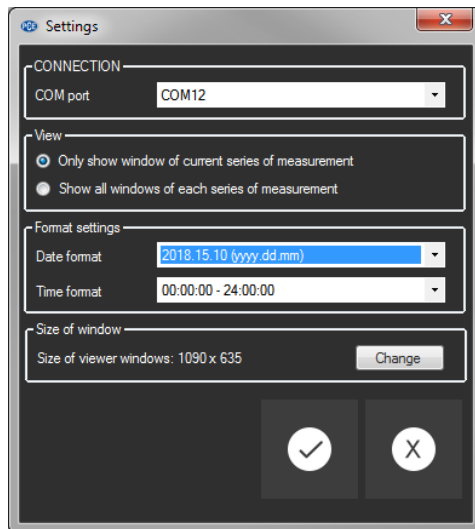 PCE Settings
CONNECTION
COM port COM12
View
Only show window of current series of measurement
Show all windows of each series of measurement
Format settings
Date format 2018.15.10 (yyyy.dd.mm)
Time format 00:00:00 - 24:00:00
Size of window
Size of viewer windows: 1090 x 635 Change
X